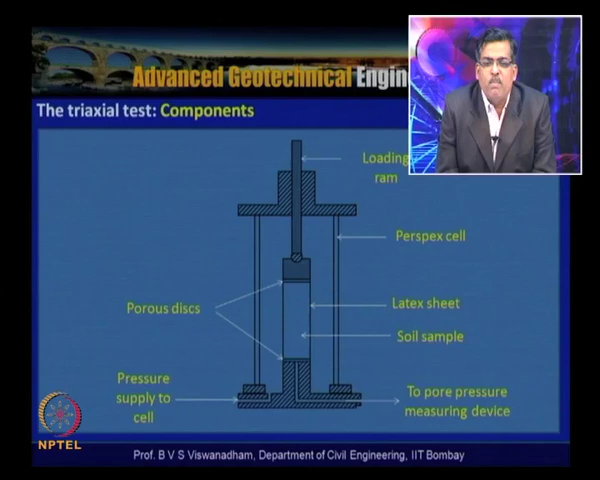 Advanced Geotechnical Engin
The triaxial test: Components
Loading
ram
Perspex cell
Porous discs
Latex sheet
Soil sample
Pressure
supply to
cell
To pore pressure
measuring device
NPTEL
Prof. B V S Viswanadham, Department of Civil Engineering, IIT Bombay